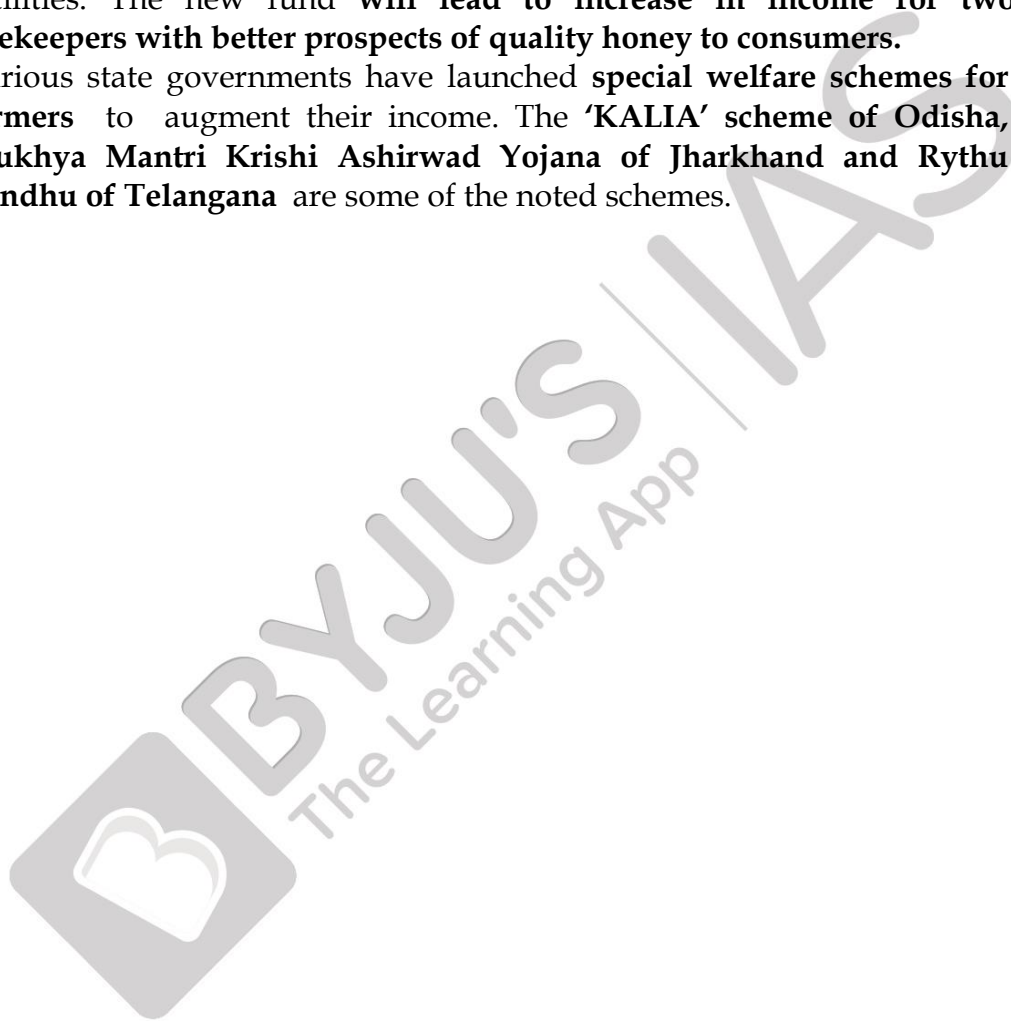 The new fund will lead to increase in income for two
ekeepers with better prospects of quality honey to consumers.
rious state governments have launched special welfare schemes for
rmers to augment their income. The ‘KALIA’ scheme of Odisha,
ukhya Mantri Krishi Ashirwad Yojana of Jharkhand and Rythu
ndhu of Telangana are some of the noted schemes.
BYJU'S IAS
The Learning App